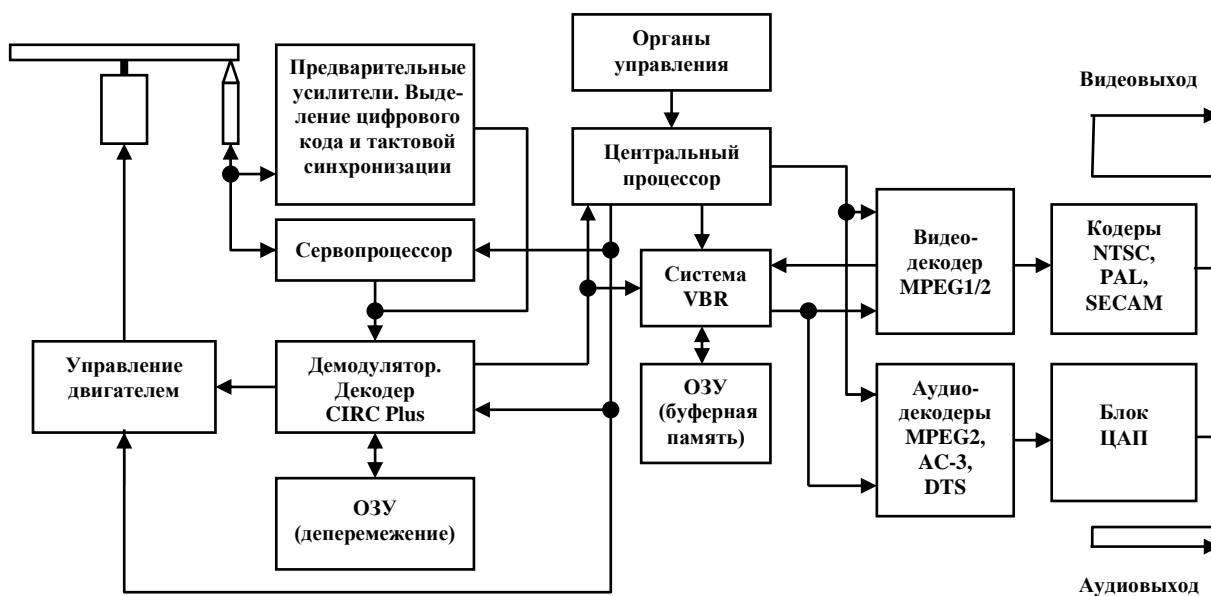 Органы
управления
Предварительные
усилители. Выде-
ление цифрового
кода и тактовой
синхронизации
Видеовыход
Центральный
процессор
Сервопроцессор
Система
VBR
Видео-
декодер
MPEG1/2
Кодеры
NTSC,
PAL,
SECAM
Управление
двигателем
Демодулятор.
Декодер
CIRC Plus
ОЗУ
(буферная
память)
Аудио-
декодеры
MPEG2,
AC-3,
DTS
Блок
ЦАП
ОЗУ
(деперемежение)
Аудиовыход